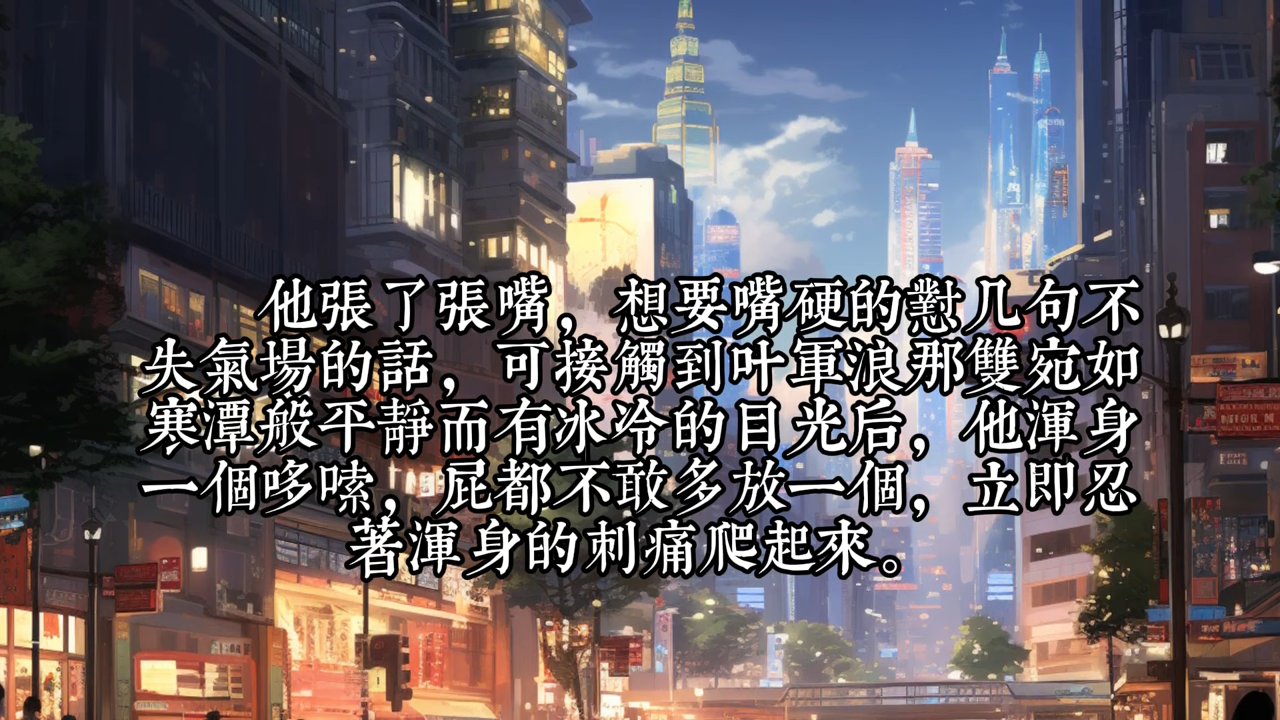 他張了張嘴，想要嘴硬的懟几句不
失氣場的話，可接觸到叶軍浪那雙宛如
寒潭般平靜而有冰冷的目光后，他渾身
一個哆嗦，屁都不敢多放一個，立即忍
著渾身的刺痛爬起來。